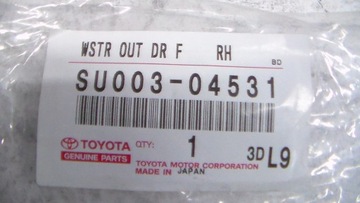 WSTR OUT DR F RH
BD
SU003-04531
TOYOTA
GENUINE PARTS
QTY: 1
3D L9
TOYOTA MOTOR CORPORATION
MADE IN JAPAN